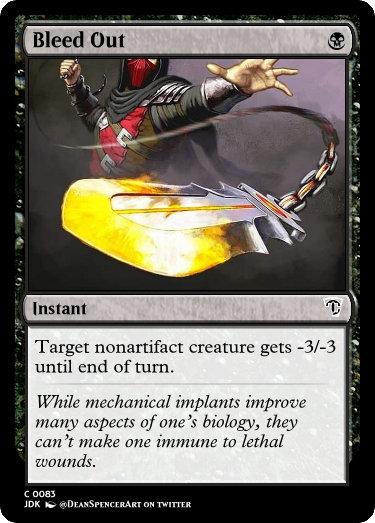 Bleed Out
Instant
Target nonartifact creature gets -3/-3
until end of turn.
While mechanical implants improve
many aspects of one's biology, they
can't make one immune to lethal
wounds.
C 0083
JDK @DeanSpencerArt on twitter